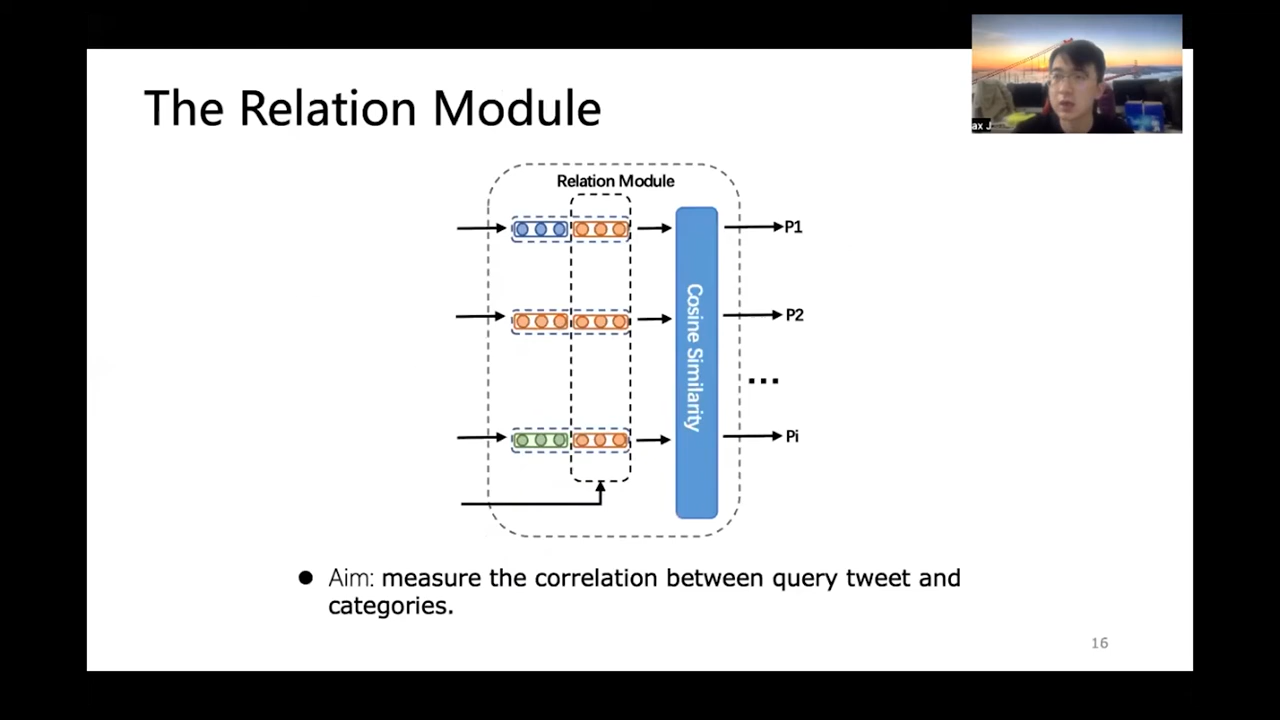 The Relation Module
ax J
Relation Module
P1
Cosine Similarity
P2
...
Pi
● Aim: measure the correlation between query tweet and
categories.
16